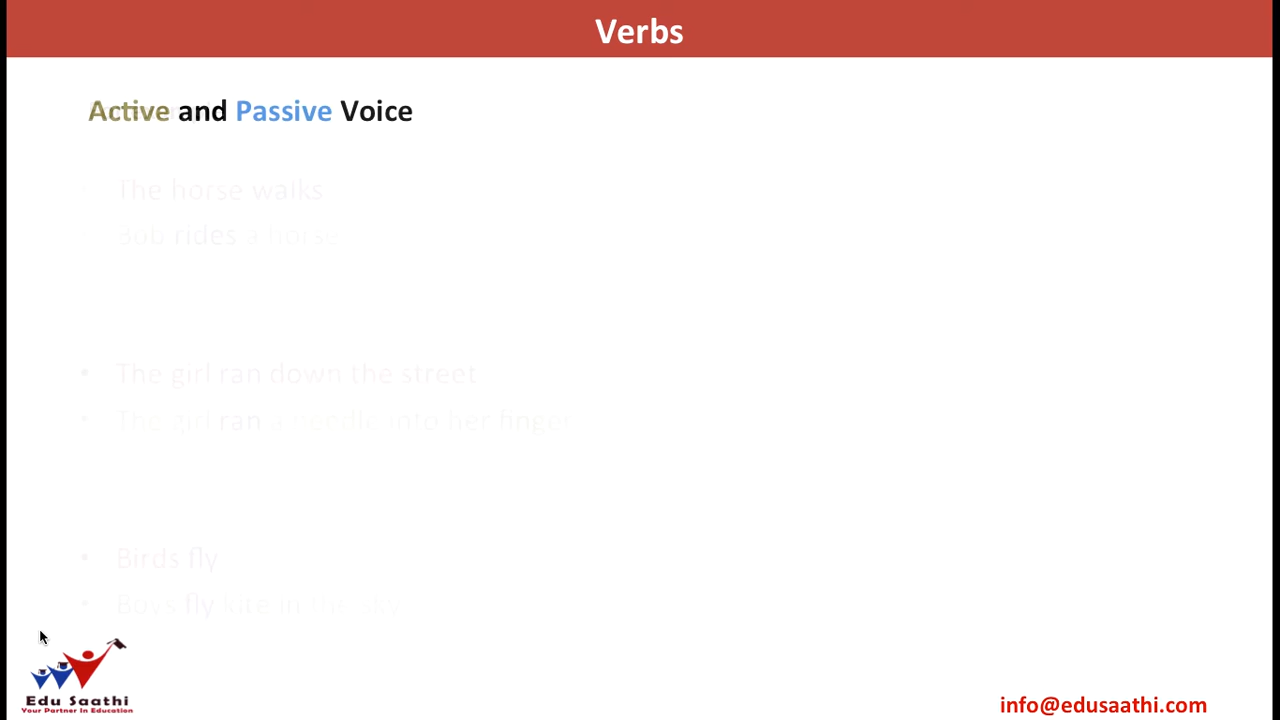 Verbs
Active and Passive Voice
• The horse walks
• Bob rides a horse
• The girl ran down the street
• The girl ran a needle into her finger
• Birds fly
• Boys fly kite in the sky
Edu Saathi
Your Partner In Education
info@edusaathi.com